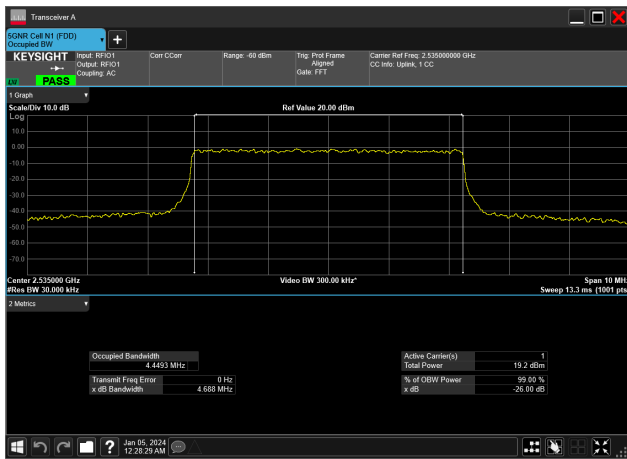 Transceiver A
5GNR Cell N1 (FDD)
Occupied BW
KEYSIGHT
Input: RFIO1
Output: RFIO1
Coupling: AC
Corr CCorr
Range: -60 dBm
Trig: Prot Frame
Aligned
Gate: FFT
Carrier Ref Freq: 2.535000000 GHz
CC Info: Uplink, 1 CC
PASS
1 Graph
Scale/Div 10.0 dB
Ref Value 20.00 dBm
Log
10.0
0.00
-10.0
-20.0
-30.0
-40.0
-50.0
-60.0
-70.0
Center 2.535000 GHz
Video BW 300.00 kHz*
Span 10 MHz
#Res BW 30.000 kHz
Sweep 13.3 ms (1001 pts
2 Metrics
Occupied Bandwidth
4.4493 MHz
Active Carrier(s) 1
Total Power 19.2 dBm
Transmit Freq Error 0 Hz
x dB Bandwidth 4.688 MHz
% of OBW Power 99.00 %
x dB -26.00 dB
Jan 05, 2024
12:28:29 AM